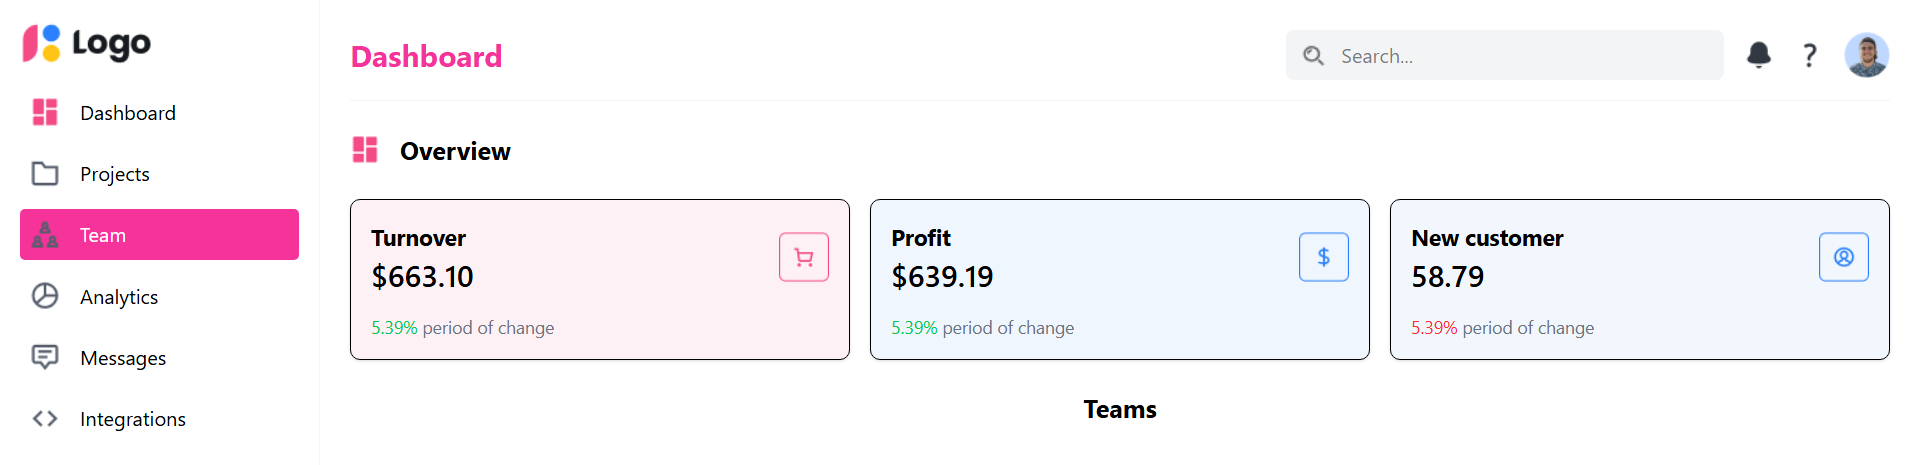 Logo
Dashboard
Projects
Team
Analytics
Messages
Integrations
Dashboard
Search...
?
Overview
Turnover
$663.10
5.39% period of change
Profit
$639.19
$
5.39% period of change
New customer
58.79
5.39% period of change
Teams